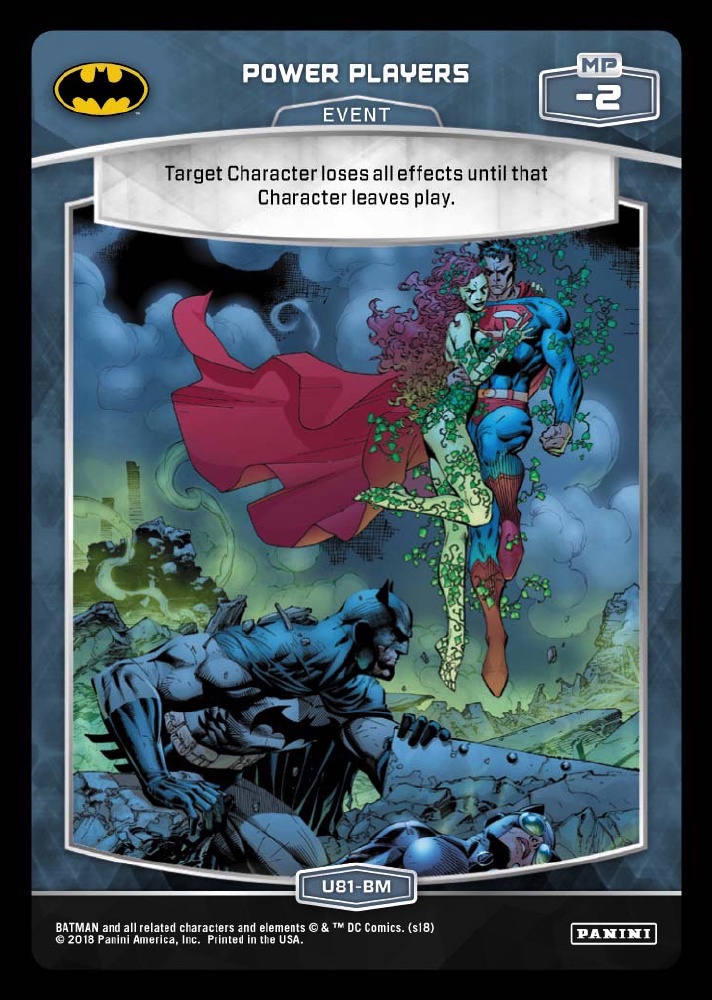 POWER PLAYERS
MP
-2
EVENT
Target Character loses all effects until that
Character leaves play.
U81-BM
BATMAN and all related characters and elements © & ™ DC Comics. (s18)
© 2018 Panini America, Inc. Printed in the USA.
PANINI